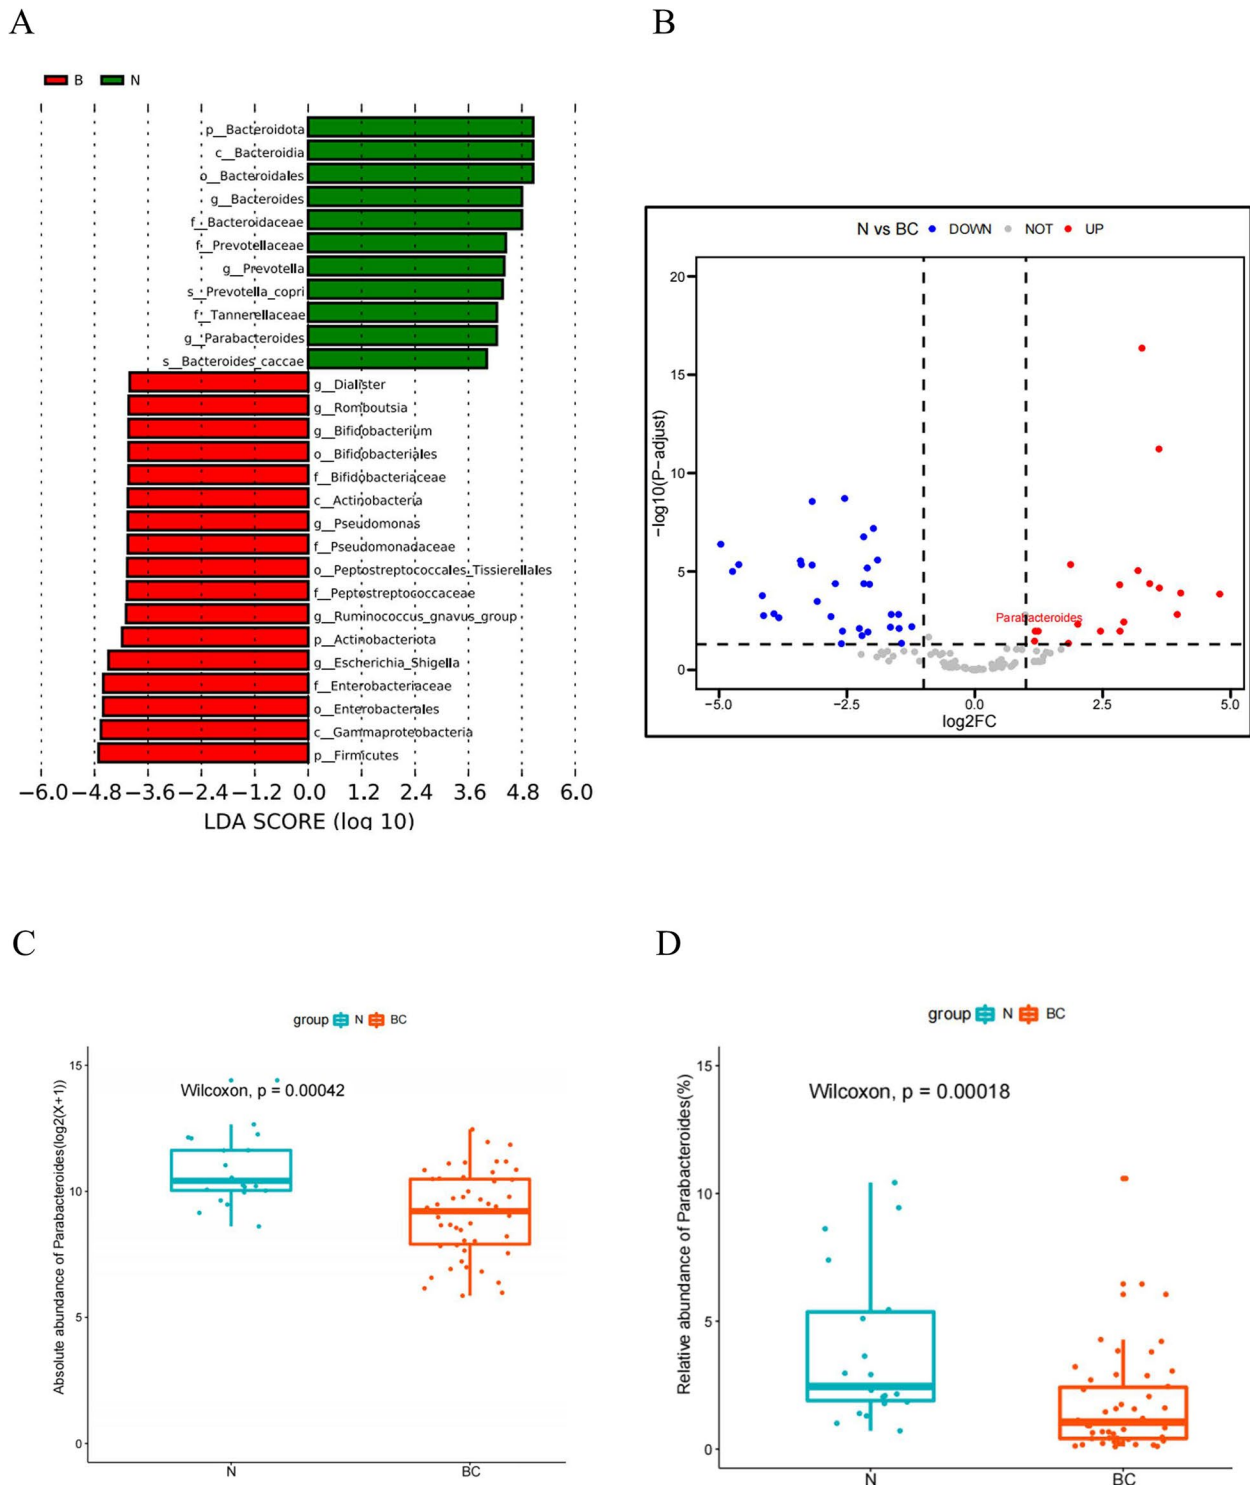 A
B
B N
p__Bacteroidota
c__Bacteroidia
o__Bacteroidales
g__Bacteroides
f__Bacteroidaceae
f__Prevotellaceae
g__Prevotella
s__Prevotella_copri
f__Tannerellaceae
g__Parabacteroides
s__Bacteroides_caccae
g__Dialister
g__Romboutsia
g__Bifidobacterium
o__Bifidobacteriales
f__Bifidobacteriaceae
c__Actinobacteria
g__Pseudomonas
f__Pseudomonadaceae
o__Peptostreptococcales_Tissierellales
f__Peptostreptococcaceae
g__Ruminococcus_gnavus_group
p__Actinobacteriota
g__Escherichia_Shigella
f__Enterobacteriaceae
o__Enterobacterales
c__Gammaproteobacteria
p__Firmicutes
−6.0 −4.8 −3.6 −2.4 −1.2 0.0 1.2 2.4 3.6 4.8 6.0
LDA SCORE (log 10)
N vs BC DOWN NOT UP
20
15
10
5
0
−log10(P−adjust)
Parabacteroides
−5.0 −2.5 0.0 2.5 5.0
log2FC
C
D
group N BC
15
10
5
0
Absolute abundance of Parabacteroides(log2(X+1))
Wilcoxon, p = 0.00042
N BC
group N BC
15
10
5
0
Relative abundance of Parabacteroides(%)
Wilcoxon, p = 0.00018
N BC